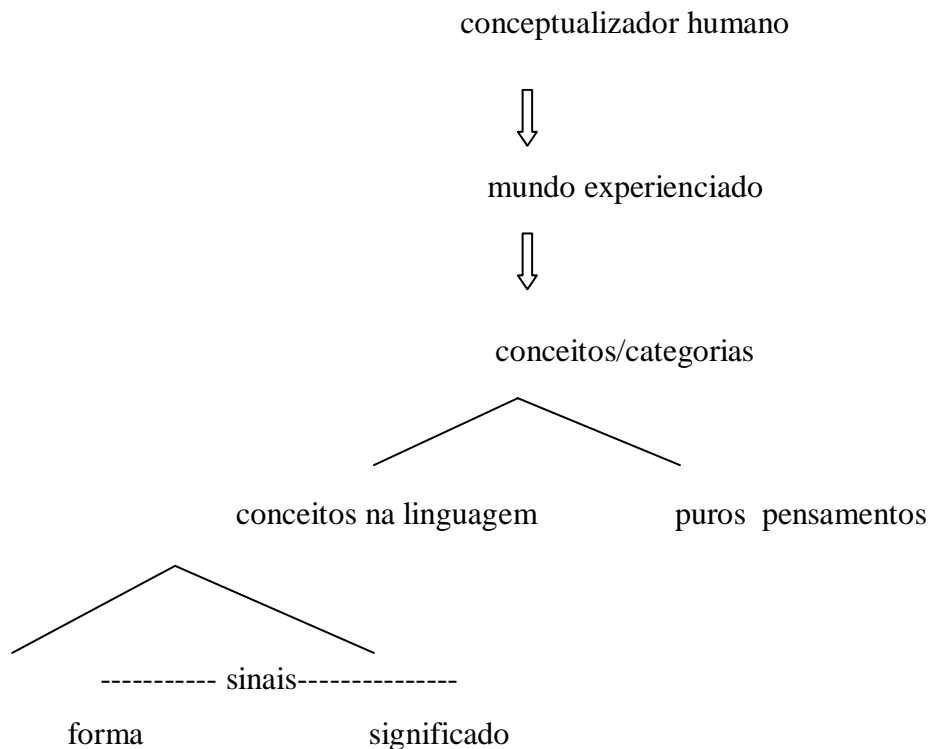 conceptualizador humano
mundo experienciado
conceitos/categorias
conceitos na linguagem puros pensamentos
----------- sinais---------------
forma significado